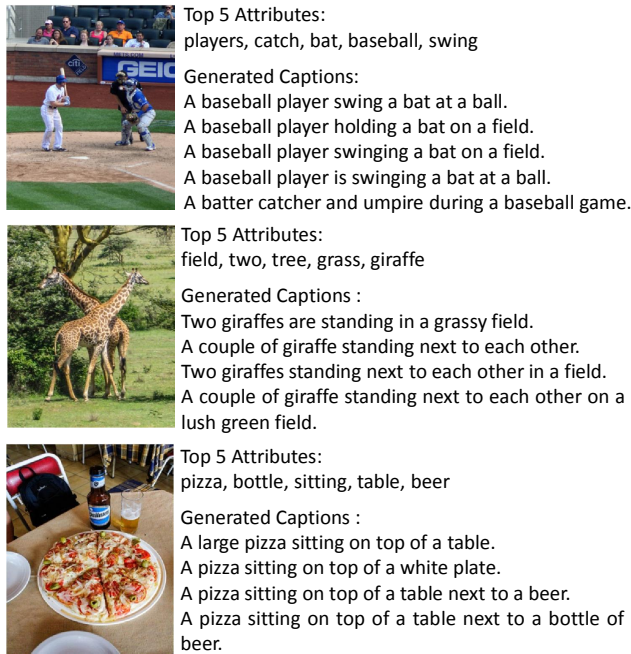 Top 5 Attributes:
players, catch, bat, baseball, swing
Generated Captions:
A baseball player swing a bat at a ball.
A baseball player holding a bat on a field.
A baseball player swinging a bat on a field.
A baseball player is swinging a bat at a ball.
A batter catcher and umpire during a baseball game.
citi
GEIC
Top 5 Attributes:
field, two, tree, grass, giraffe
Generated Captions :
Two giraffes are standing in a grassy field.
A couple of giraffe standing next to each other.
Two giraffes standing next to each other in a field.
A couple of giraffe standing next to each other on a
lush green field.
Top 5 Attributes:
pizza, bottle, sitting, table, beer
Generated Captions :
A large pizza sitting on top of a table.
A pizza sitting on top of a white plate.
A pizza sitting on top of a table next to a beer.
A pizza sitting on top of a table next to a bottle of
beer.